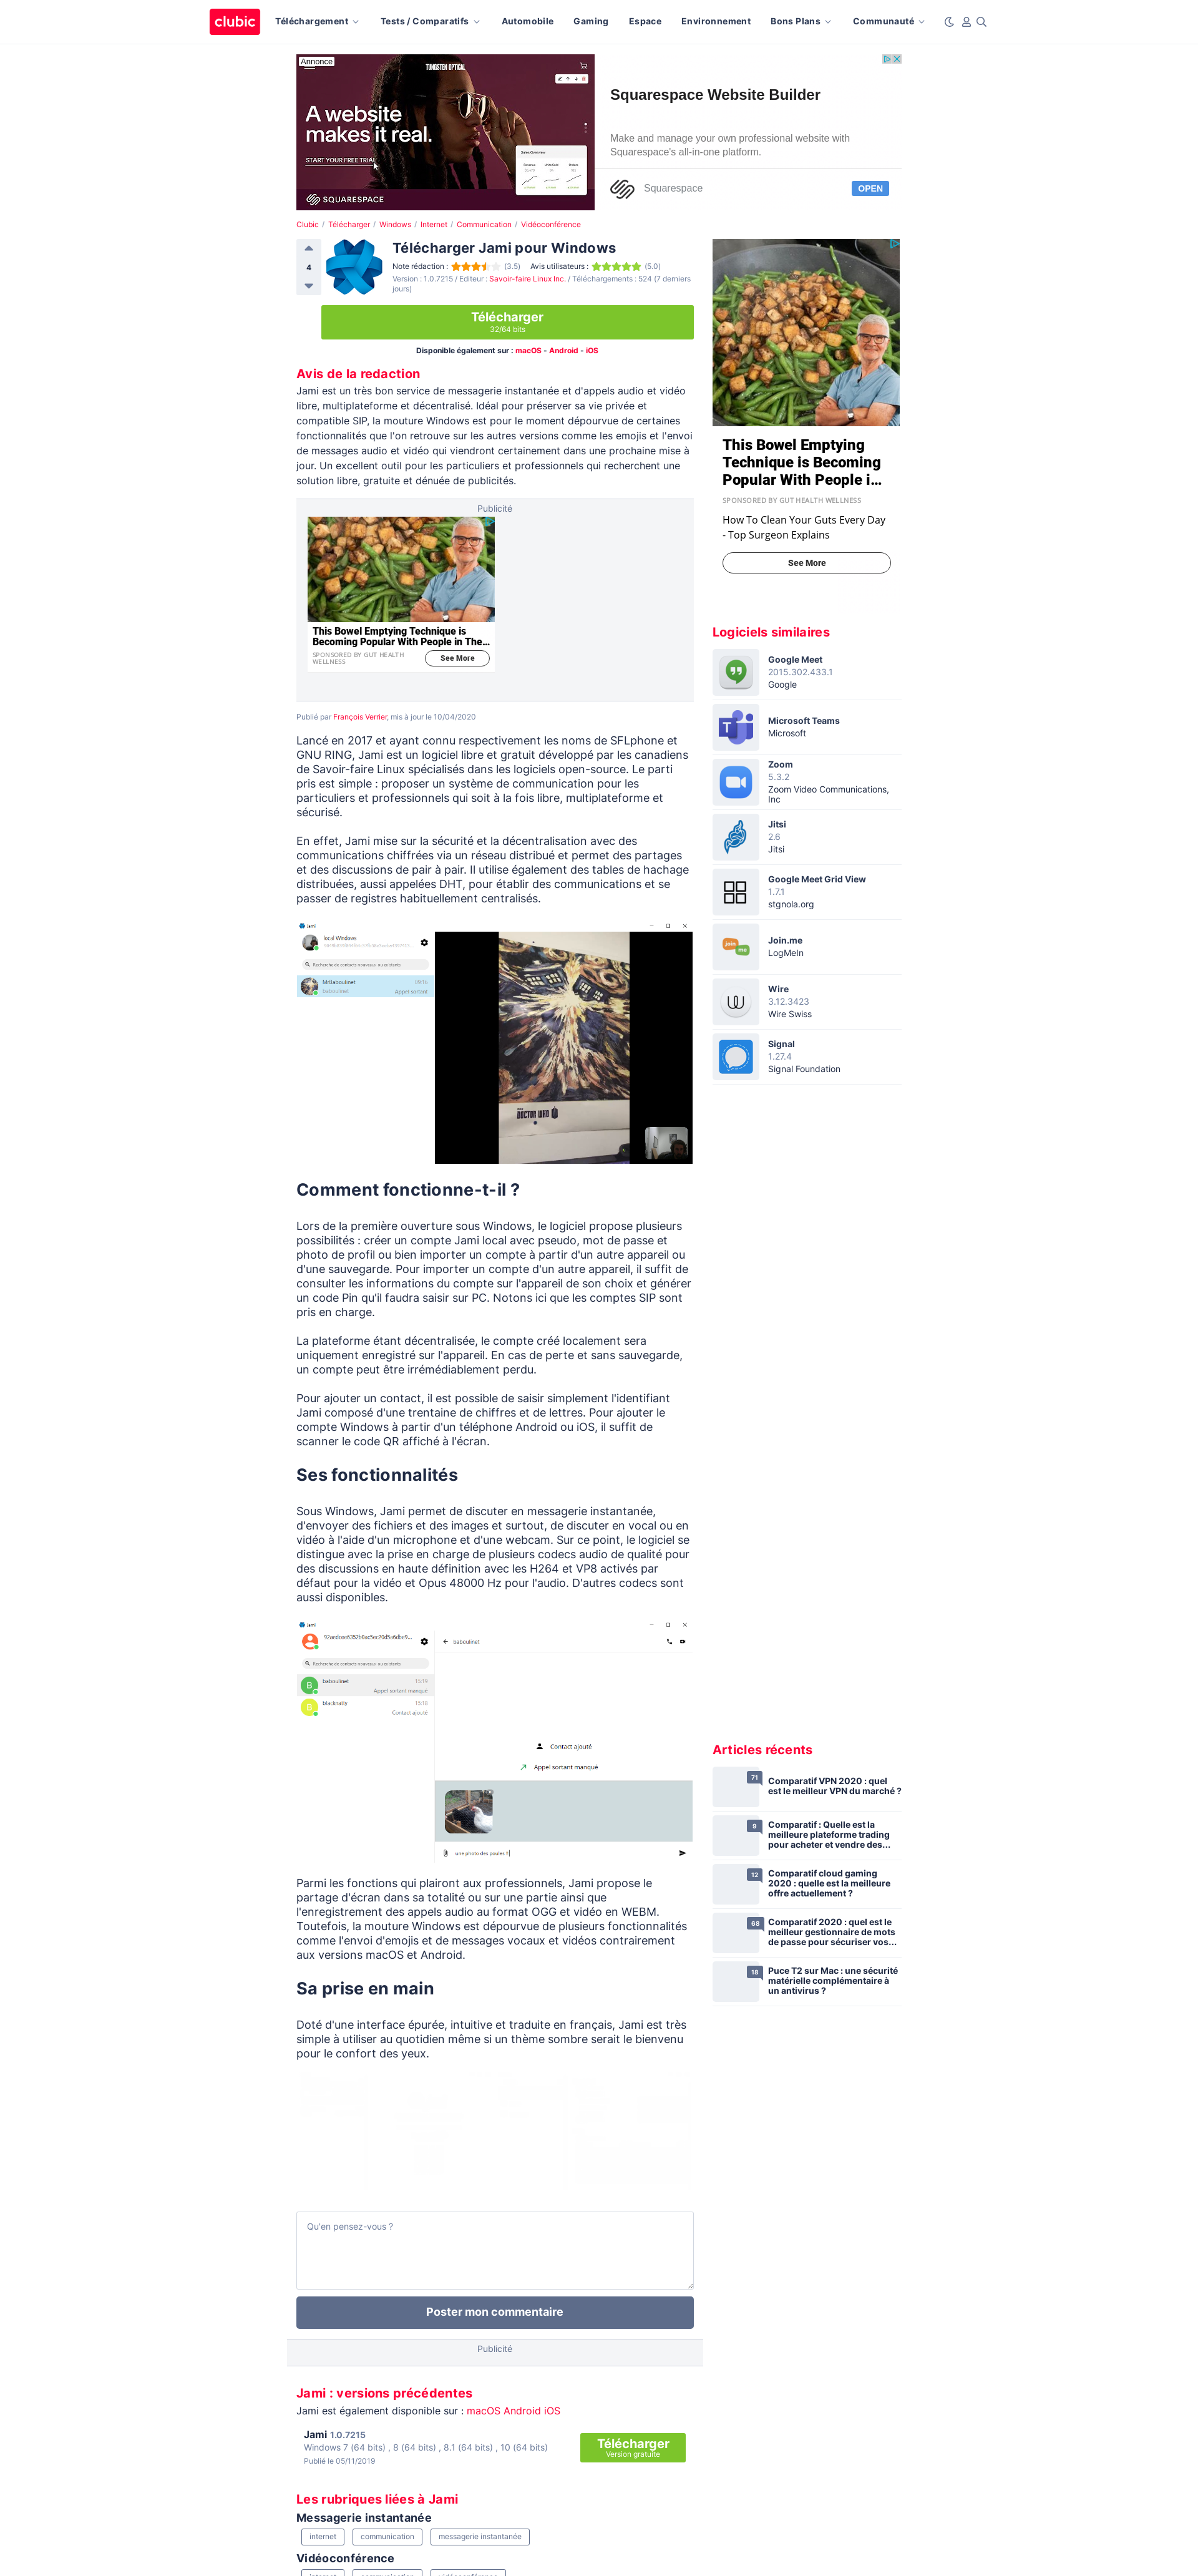 clubic
Téléchargement
Tests / Comparatifs
Automobile
Gaming
Espace
Environnement
Bons Plans
Communauté
Annonce
TUNGSTEN OPTICAL
A website
makes it real.
START YOUR FREE TRIAL
Sales Overview
SQUARESPACE
Squarespace Website Builder
Make and manage your own professional website with
Squarespace's all-in-one platform.
Squarespace
OPEN
Clubic / Télécharger / Windows / Internet / Communication / Vidéoconférence
4
Télécharger Jami pour Windows
Note rédaction : (3.5) Avis utilisateurs : (5.0)
Version : 1.0.7215 / Editeur : Savoir-faire Linux Inc. / Téléchargements : 524 (7 derniers
jours)
Télécharger
32/64 bits
Disponible également sur : macOS - Android - iOS
Avis de la redaction
Jami est un très bon service de messagerie instantanée et d'appels audio et vidéo
libre, multiplateforme et décentralisé. Idéal pour préserver sa vie privée et
compatible SIP, la mouture Windows est pour le moment dépourvue de certaines
fonctionnalités que l'on retrouve sur les autres versions comme les emojis et l'envoi
de messages audio et vidéo qui viendront certainement dans une prochaine mise à
jour. Un excellent outil pour les particuliers et professionnels qui recherchent une
solution libre, gratuite et dénuée de publicités.
Publicité
This Bowel Emptying Technique is
Becoming Popular With People in The...
SPONSORED BY GUT HEALTH
WELLNESS
See More
Publié par François Verrier, mis à jour le 10/04/2020
Lancé en 2017 et ayant connu respectivement les noms de SFLphone et
GNU RING, Jami est un logiciel libre et gratuit développé par les canadiens
de Savoir-faire Linux spécialisés dans les logiciels open-source. Le parti
pris est simple : proposer un système de communication pour les
particuliers et professionnels qui soit à la fois libre, multiplateforme et
sécurisé.
En effet, Jami mise sur la sécurité et la décentralisation avec des
communications chiffrées via un réseau distribué et permet des partages
et des discussions de pair à pair. Il utilise également des tables de hachage
distribuées, aussi appelées DHT, pour établir des communications et se
passer de registres habituellement centralisés.
Jami
local Windows
Recherche de contacts nouveaux ou existants
Mrtlaboulinet
09:16
baboulinet
Appel sortant
DOCTOR WHO
Comment fonctionne-t-il ?
Lors de la première ouverture sous Windows, le logiciel propose plusieurs
possibilités : créer un compte Jami local avec pseudo, mot de passe et
photo de profil ou bien importer un compte à partir d'un autre appareil ou
d'une sauvegarde. Pour importer un compte d'un autre appareil, il suffit de
consulter les informations du compte sur l'appareil de son choix et générer
un code Pin qu'il faudra saisir sur PC. Notons ici que les comptes SIP sont
pris en charge.
La plateforme étant décentralisée, le compte créé localement sera
uniquement enregistré sur l'appareil. En cas de perte et sans sauvegarde,
un compte peut être irrémédiablement perdu.
Pour ajouter un contact, il est possible de saisir simplement l'identifiant
Jami composé d'une trentaine de chiffres et de lettres. Pour ajouter le
compte Windows à partir d'un téléphone Android ou iOS, il suffit de
scanner le code QR affiché à l'écran.
Ses fonctionnalités
Sous Windows, Jami permet de discuter en messagerie instantanée,
d'envoyer des fichiers et des images et surtout, de discuter en vocal ou en
vidéo à l'aide d'un microphone et d'une webcam. Sur ce point, le logiciel se
distingue avec la prise en charge de plusieurs codecs audio de qualité pour
des discussions en haute définition avec les H264 et VP8 activés par
défaut pour la vidéo et Opus 48000 Hz pour l'audio. D'autres codecs sont
aussi disponibles.
Jami
baboulinet
Recherche de contacts nouveaux ou existants
B
baboulinet
15:19
Appel sortant manqué
B
blacknelly
15:18
Contact ajouté
Contact ajouté
Appel sortant manqué
une photo des poules !
Parmi les fonctions qui plairont aux professionnels, Jami propose le
partage d'écran dans sa totalité ou sur une partie ainsi que
l'enregistrement des appels audio au format OGG et vidéo en WEBM.
Toutefois, la mouture Windows est dépourvue de plusieurs fonctionnalités
comme l'envoi d'emojis et de messages vocaux et vidéos contrairement
aux versions macOS et Android.
Sa prise en main
Doté d'une interface épurée, intuitive et traduite en français, Jami est très
simple à utiliser au quotidien même si un thème sombre serait le bienvenu
pour le confort des yeux.
Qu'en pensez-vous ?
Poster mon commentaire
Publicité
Jami : versions précédentes
Jami est également disponible sur : macOS Android iOS
Jami 1.0.7215
Windows 7 (64 bits) , 8 (64 bits) , 8.1 (64 bits) , 10 (64 bits)
Publié le 05/11/2019
Télécharger
Version gratuite
Les rubriques liées à Jami
Messagerie instantanée
internet
communication
messagerie instantanée
Vidéoconférence
This Bowel Emptying
Technique is Becoming
Popular With People i...
SPONSORED BY GUT HEALTH WELLNESS
How To Clean Your Guts Every Day
- Top Surgeon Explains
See More
Logiciels similaires
Google Meet
2015.302.433.1
Google
Microsoft Teams
Microsoft
Zoom
5.3.2
Zoom Video Communications,
Inc
Jitsi
2.6
Jitsi
Google Meet Grid View
1.7.1
stgnola.org
join
me
Join.me
LogMeIn
Wire
3.12.3423
Wire Swiss
Signal
1.27.4
Signal Foundation
Articles récents
71
Comparatif VPN 2020 : quel
est le meilleur VPN du marché ?
9
Comparatif : Quelle est la
meilleure plateforme trading
pour acheter et vendre des...
12
Comparatif cloud gaming
2020 : quelle est la meilleure
offre actuellement ?
68
Comparatif 2020 : quel est le
meilleur gestionnaire de mots
de passe pour sécuriser vos...
18
Puce T2 sur Mac : une sécurité
matérielle complémentaire à
un antivirus ?